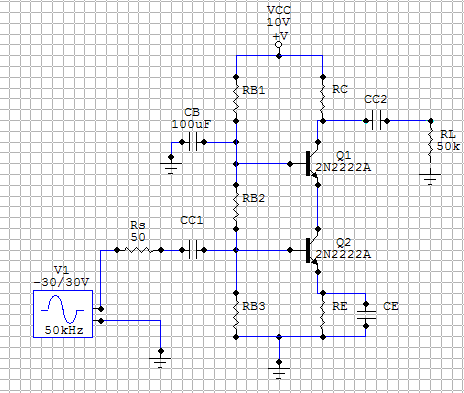 VCC
10V
+V
RB1
RC
CC2
CB
100uF
RL
50k
Q1
2N2222A
RB2
Rs
50
CC1
Q2
2N2222A
V1
-30/30V
50kHz
RB3
RE
CE